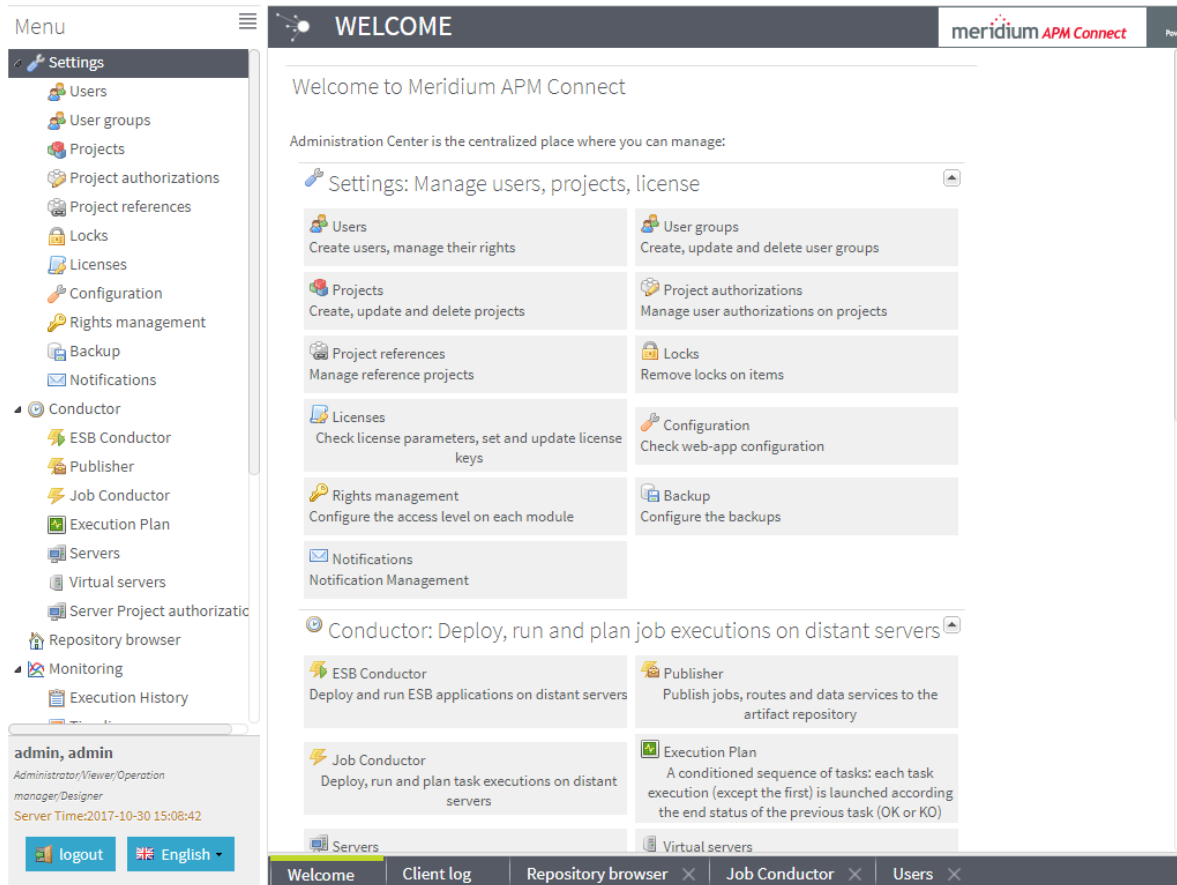 Menu
Settings
Users
User groups
Projects
Project authorizations
Project references
Locks
Licenses
Configuration
Rights management
Backup
Notifications
Conductor
ESB Conductor
Publisher
Job Conductor
Execution Plan
Servers
Virtual servers
Server Project authorizatio
Repository browser
Monitoring
Execution History
admin, admin
Administrator/Viewer/Operation
manager/Designer
Server Time:2017-10-30 15:08:42
logout
English
WELCOME
meridium APM Connect
Welcome to Meridium APM Connect
Administration Center is the centralized place where you can manage:
Settings: Manage users, projects, license
Users
Create users, manage their rights
User groups
Create, update and delete user groups
Projects
Create, update and delete projects
Project authorizations
Manage user authorizations on projects
Project references
Manage reference projects
Locks
Remove locks on items
Licenses
Check license parameters, set and update license
keys
Configuration
Check web-app configuration
Rights management
Configure the access level on each module
Backup
Configure the backups
Notifications
Notification Management
Conductor: Deploy, run and plan job executions on distant servers
ESB Conductor
Deploy and run ESB applications on distant servers
Publisher
Publish jobs, routes and data services to the
artifact repository
Job Conductor
Deploy, run and plan task executions on distant
servers
Execution Plan
A conditioned sequence of tasks: each task
execution (except the first) is launched according
the end status of the previous task (OK or KO)
Servers
Virtual servers
Welcome
Client log
Repository browser
Job Conductor
Users